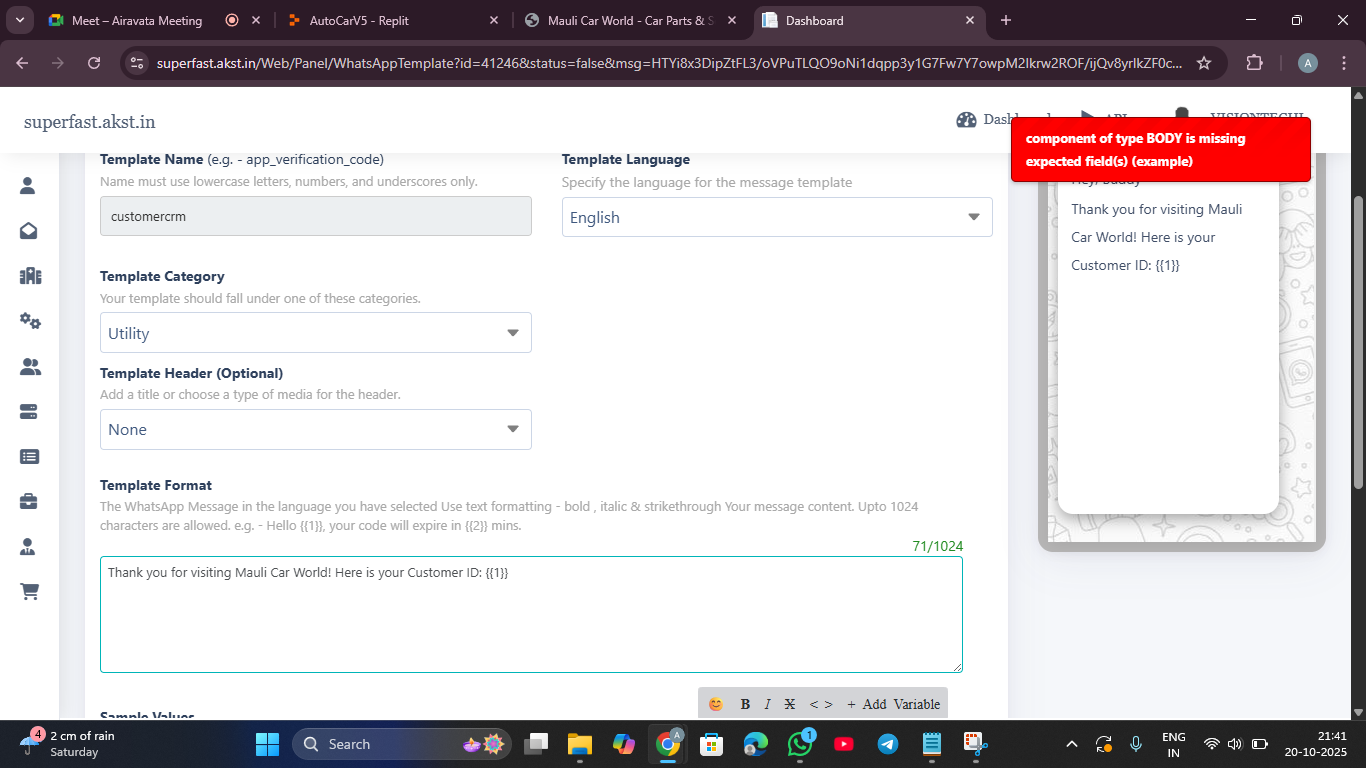 Meet – Airavata Meeting
AutoCarV5 - Replit
Mauli Car World - Car Parts & S
Dashboard
superfast.akst.in/Web/Panel/WhatsAppTemplate?id=41246&status=false&msg=HTYi8x3DipZtFL3/oVPuTLQO9oNi1dqpp3y1G7Fw7Y7owpM2Ikrw2ROF/ijQv8yrlkZF0c...
A
superfast.akst.in
component of type BODY is missing
expected field(s) (example)
Template Name (e.g. - app_verification_code)
Name must use lowercase letters, numbers, and underscores only.
customercrm
Template Language
Specify the language for the message template
English
Thank you for visiting Mauli
Car World! Here is your
Customer ID: {{1}}
Template Category
Your template should fall under one of these categories.
Utility
Template Header (Optional)
Add a title or choose a type of media for the header.
None
Template Format
The WhatsApp Message in the language you have selected Use text formatting - bold , italic & strikethrough Your message content. Upto 1024
characters are allowed. e.g. - Hello {{1}}, your code will expire in {{2}} mins.
71/1024
Thank you for visiting Mauli Car World! Here is your Customer ID: {{1}}
B I X < > + Add Variable
Sample Values
4
2 cm of rain
Saturday
Search
A
1
ENG
IN
21:41
20-10-2025